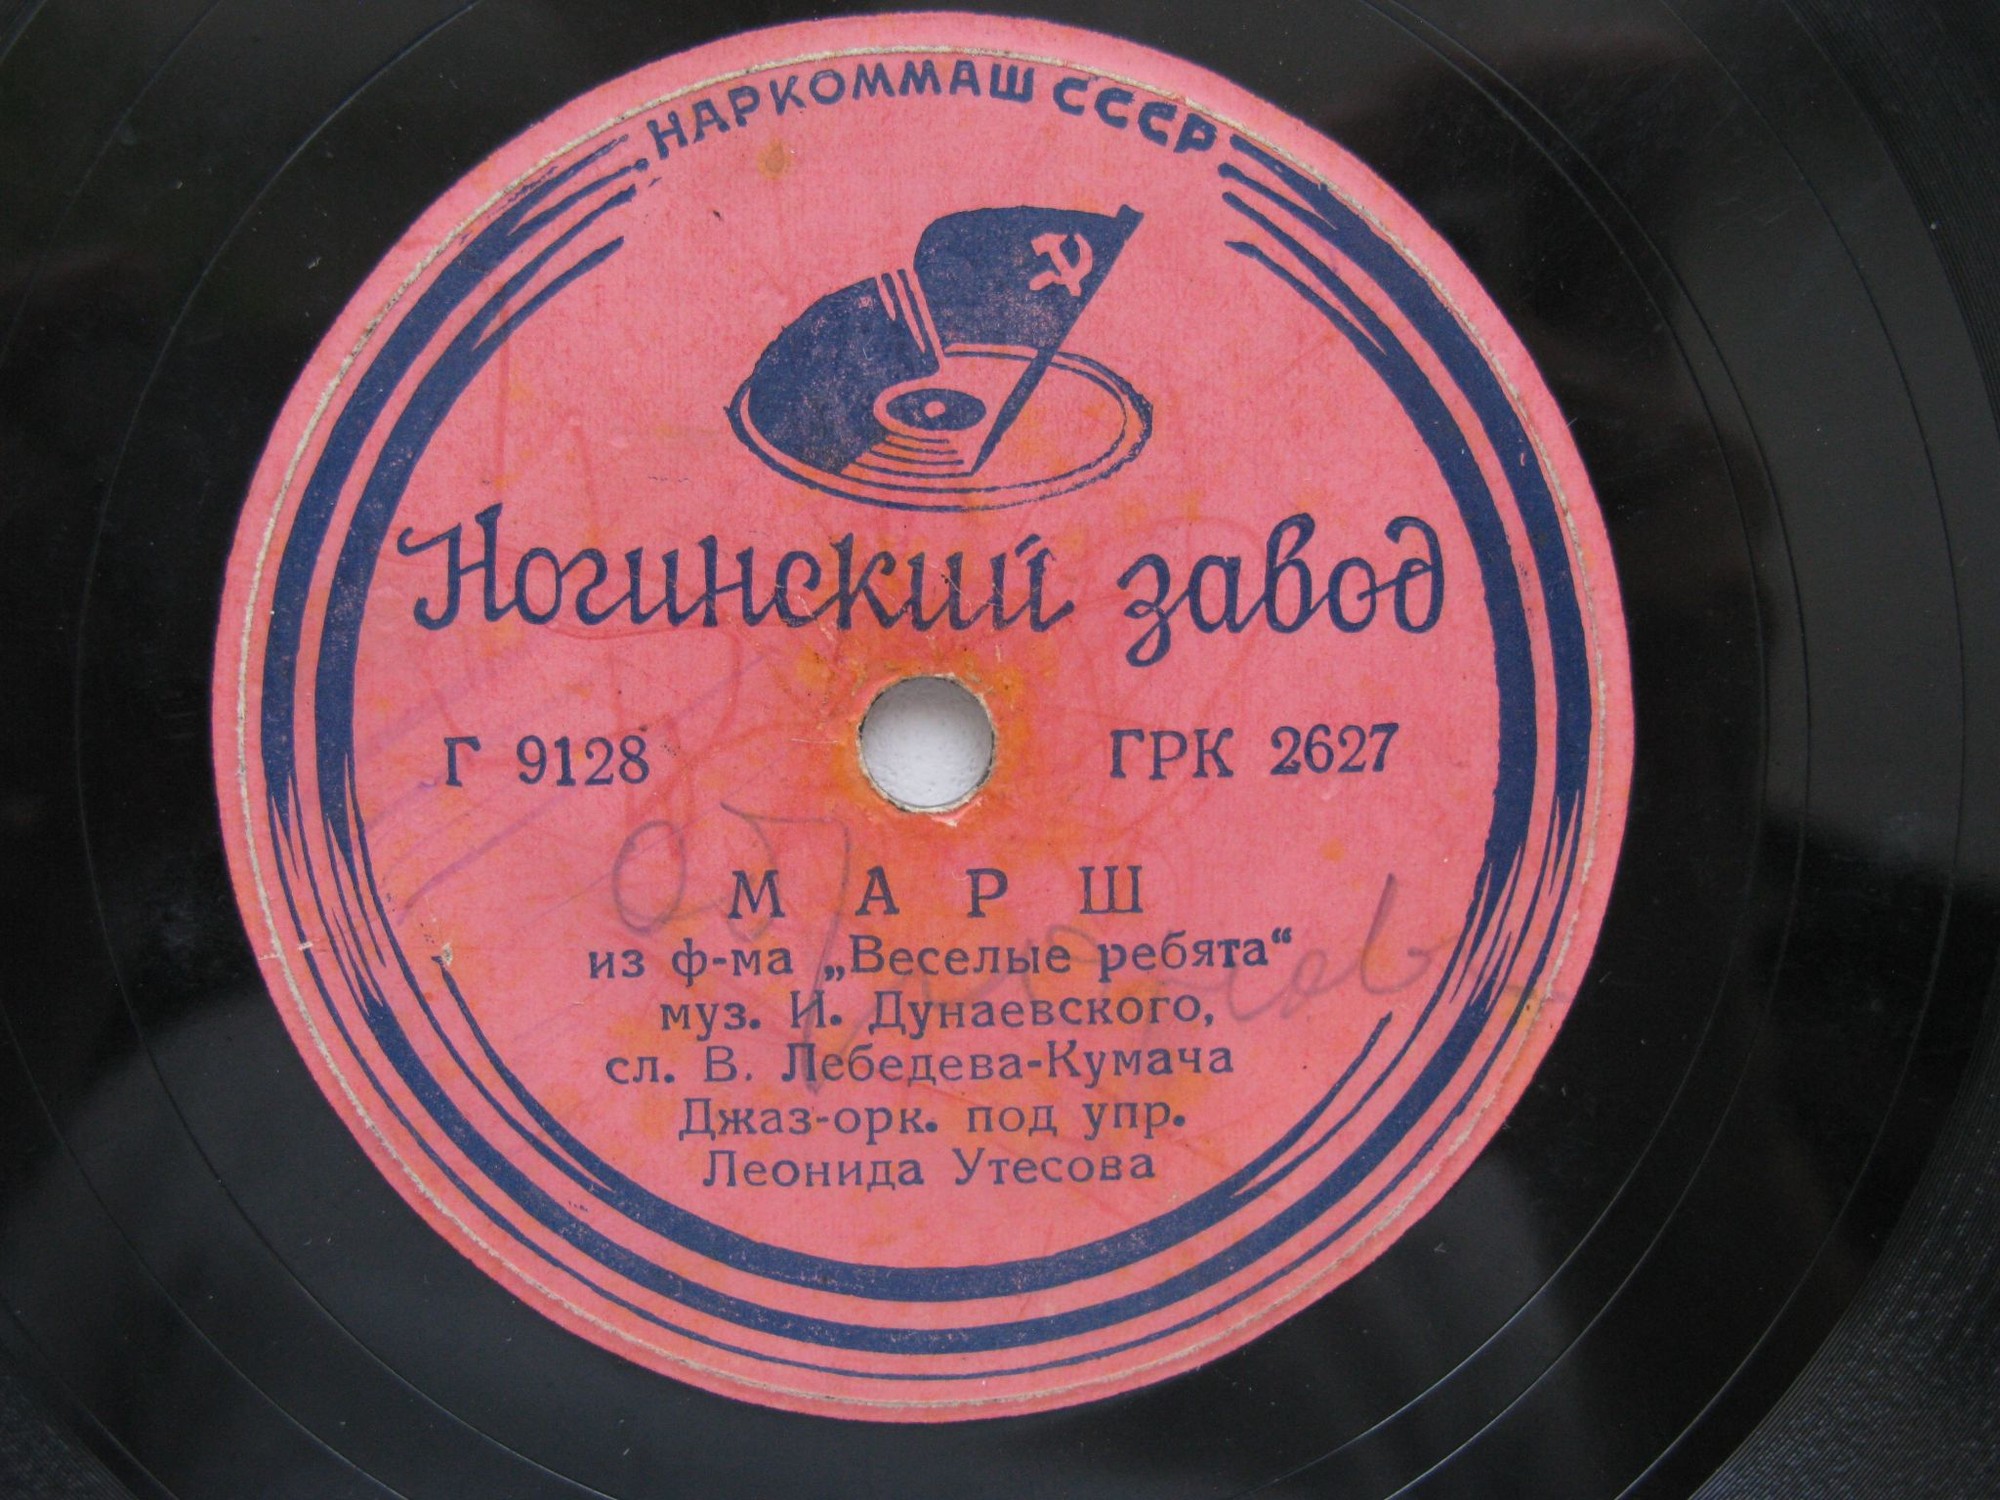 НАРКОММАШ СССР
Ногинский завод
Г 9128 ГРК 2627
МАРШ
из ф-ма „Веселые ребята“
муз. И. Дунаевского,
сл. В. Лебедева-Кумача
Джаз-орк. под упр.
Леонида Утесова